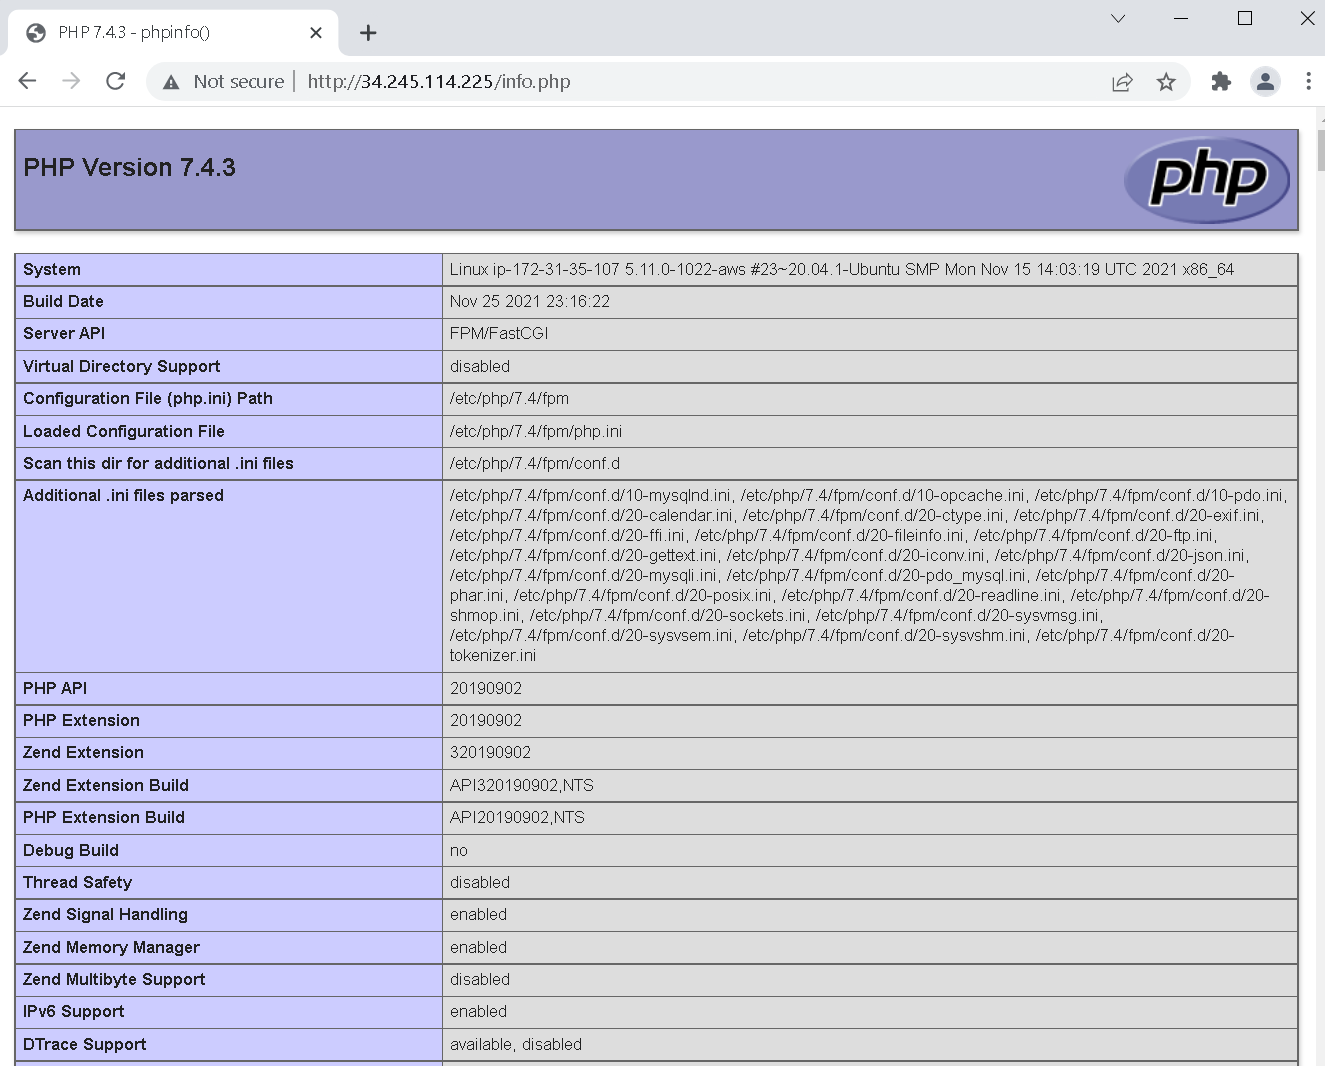 PHP 7.4.3 - phpinfo()
Not secure | http://34.245.114.225/info.php
PHP Version 7.4.3
php
System Linux ip-172-31-35-107 5.11.0-1022-aws #23~20.04.1-Ubuntu SMP Mon Nov 15 14:03:19 UTC 2021 x86_64
Build Date Nov 25 2021 23:16:22
Server API FPM/FastCGI
Virtual Directory Support disabled
Configuration File (php.ini) Path /etc/php/7.4/fpm
Loaded Configuration File /etc/php/7.4/fpm/php.ini
Scan this dir for additional .ini files /etc/php/7.4/fpm/conf.d
Additional .ini files parsed /etc/php/7.4/fpm/conf.d/10-mysqlnd.ini, /etc/php/7.4/fpm/conf.d/10-opcache.ini, /etc/php/7.4/fpm/conf.d/10-pdo.ini,
/etc/php/7.4/fpm/conf.d/20-calendar.ini, /etc/php/7.4/fpm/conf.d/20-ctype.ini, /etc/php/7.4/fpm/conf.d/20-exif.ini,
/etc/php/7.4/fpm/conf.d/20-ffi.ini, /etc/php/7.4/fpm/conf.d/20-fileinfo.ini, /etc/php/7.4/fpm/conf.d/20-ftp.ini,
/etc/php/7.4/fpm/conf.d/20-gettext.ini, /etc/php/7.4/fpm/conf.d/20-iconv.ini, /etc/php/7.4/fpm/conf.d/20-json.ini,
/etc/php/7.4/fpm/conf.d/20-mysqli.ini, /etc/php/7.4/fpm/conf.d/20-pdo_mysql.ini, /etc/php/7.4/fpm/conf.d/20-
phar.ini, /etc/php/7.4/fpm/conf.d/20-posix.ini, /etc/php/7.4/fpm/conf.d/20-readline.ini, /etc/php/7.4/fpm/conf.d/20-
shmop.ini, /etc/php/7.4/fpm/conf.d/20-sockets.ini, /etc/php/7.4/fpm/conf.d/20-sysvmsg.ini,
/etc/php/7.4/fpm/conf.d/20-sysvsem.ini, /etc/php/7.4/fpm/conf.d/20-sysvshm.ini, /etc/php/7.4/fpm/conf.d/20-
tokenizer.ini
PHP API 20190902
PHP Extension 20190902
Zend Extension 320190902
Zend Extension Build API320190902,NTS
PHP Extension Build API20190902,NTS
Debug Build no
Thread Safety disabled
Zend Signal Handling enabled
Zend Memory Manager enabled
Zend Multibyte Support disabled
IPv6 Support enabled
DTrace Support available, disabled